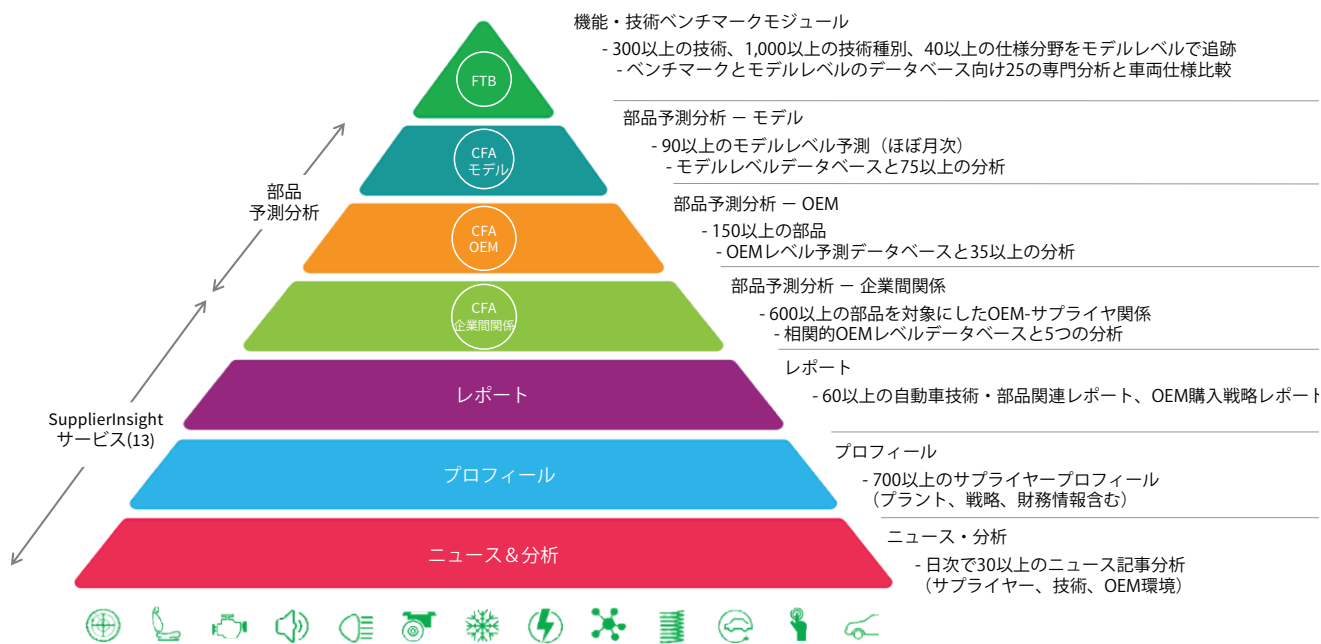 機能・技術ベンチマークモジュール
- 300以上の技術、1,000以上の技術種別、40以上の仕様分野をモデルレベルで追跡
- ベンチマークとモデルレベルのデータベース向け25の専門分析と車両仕様比較
FTB
部品予測分析 － モデル
- 90以上のモデルレベル予測（ほぼ月次）
- モデルレベルデータベースと75以上の分析
CFA
モデル
部品
予測分析
部品予測分析 － OEM
- 150以上の部品
- OEMレベル予測データベースと35以上の分析
CFA
OEM
部品予測分析 － 企業間関係
- 600以上の部品を対象にしたOEM-サプライヤ関係
- 相関的OEMレベルデータベースと5つの分析
CFA
企業間関係
レポート
- 60以上の自動車技術・部品関連レポート、OEM購入戦略レポート
レポート
SupplierInsight
サービス(13)
プロフィール
- 700以上のサプライヤープロフィール
（プラント、戦略、財務情報含む）
プロフィール
ニュース・分析
- 日次で30以上のニュース記事分析
（サプライヤー、技術、OEM環境）
ニュース＆分析